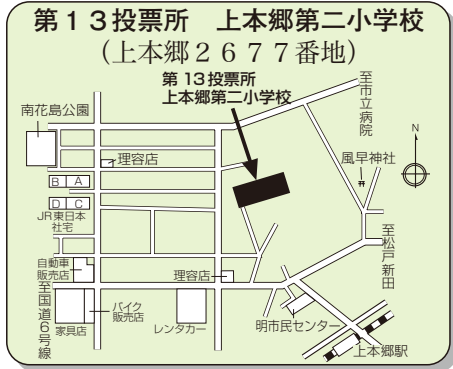 第13投票所　上本郷第二小学校
（上本郷２６７７番地）
第 13投票所
上本郷第二小学校
至市立病院
南花島公園
理容店
風早神社
N
B A
D C
JR東日本
社宅
至松戸新田
自動車
販売店
理容店
至国道6号線
バイク
販売店
家具店
レンタカー
明市民センター
上本郷駅